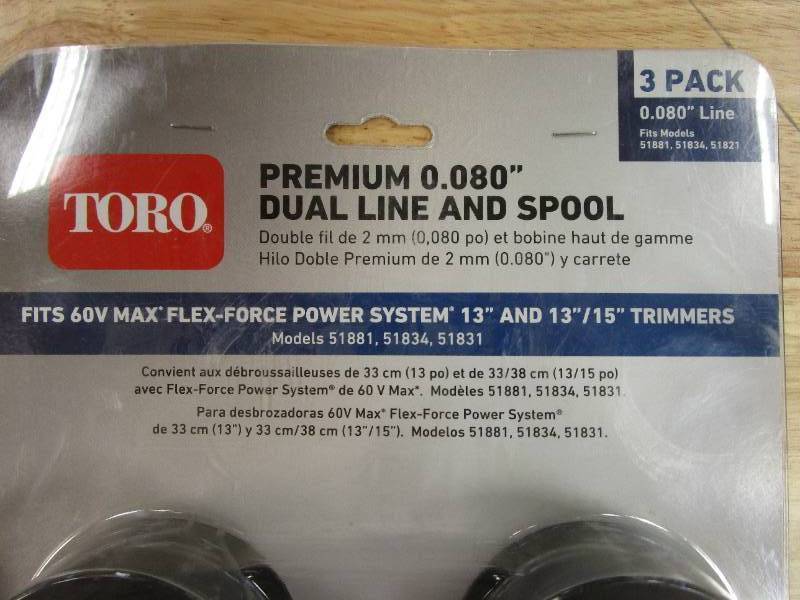 3 PACK
0.080" Line
Fits Models
51881, 51834, 51821
TORO®
PREMIUM 0.080"
DUAL LINE AND SPOOL
Double fil de 2 mm (0,080 po) et bobine haut de gamme
Hilo Doble Premium de 2 mm (0.080") y carrete
FITS 60V MAX* FLEX-FORCE POWER SYSTEM® 13" AND 13"/15" TRIMMERS
Models 51881, 51834, 51831
Convient aux débroussailleuses de 33 cm (13 po) et de 33/38 cm (13/15 po)
avec Flex-Force Power System® de 60 V Max*. Modèles 51881, 51834, 51831.
Para desbrozadoras 60V Max* Flex-Force Power System®
de 33 cm (13") y 33 cm/38 cm (13"/15"). Modelos 51881, 51834, 51831.